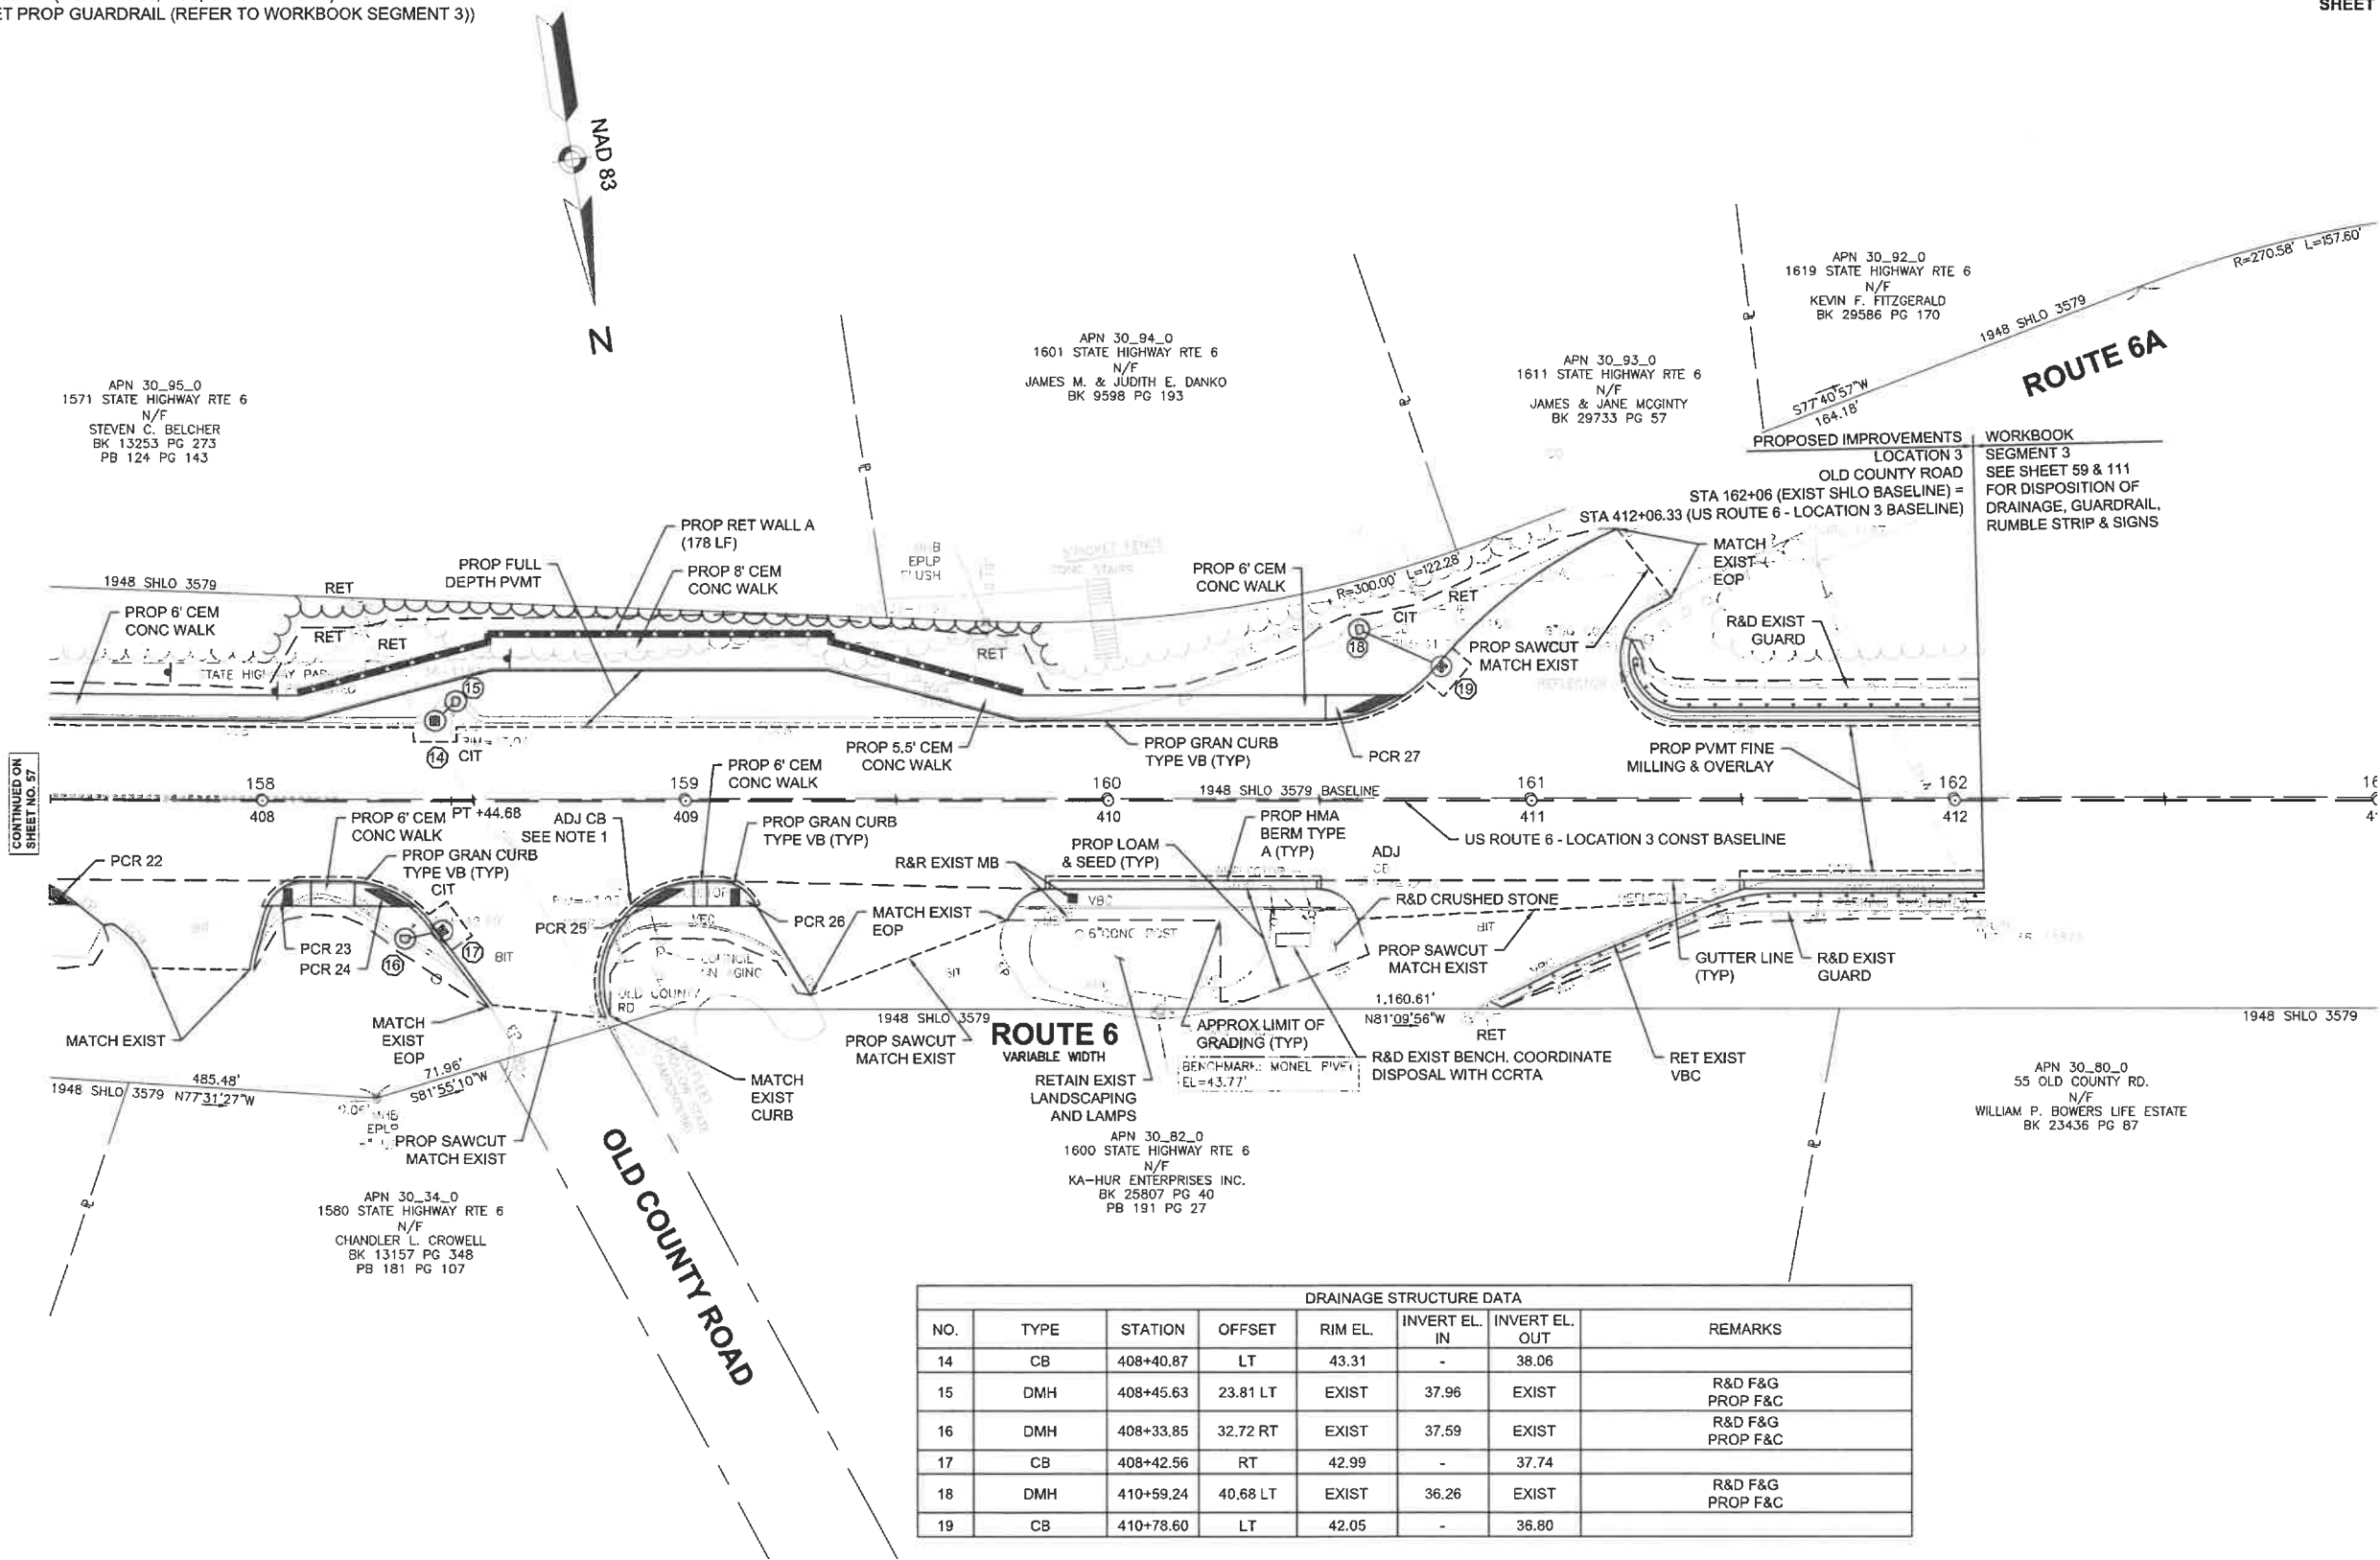 ET PROP GUARDRAIL (REFER TO WORKBOOK SEGMENT 3))
SHEET
NAD 83
N
APN 30_95_0
1571 STATE HIGHWAY RTE 6
N/F
STEVEN C. BELCHER
BK 13253 PG 273
PB 124 PG 143
APN 30_94_0
1601 STATE HIGHWAY RTE 6
N/F
JAMES M. & JUDITH E. DANKO
BK 9598 PG 193
APN 30_93_0
1611 STATE HIGHWAY RTE 6
N/F
JAMES & JANE MCGINTY
BK 29733 PG 57
APN 30_92_0
1619 STATE HIGHWAY RTE 6
N/F
KEVIN F. FITZGERALD
BK 29586 PG 170
R=270.58' L=157.60'
1948 SHLO 3579
ROUTE 6A
S77°40'57"W
164.18'
PROPOSED IMPROVEMENTS
LOCATION 3
OLD COUNTY ROAD
STA 162+06 (EXIST SHLO BASELINE) =
STA 412+06.33 (US ROUTE 6 - LOCATION 3 BASELINE)
WORKBOOK
SEGMENT 3
SEE SHEET 59 & 111
FOR DISPOSITION OF
DRAINAGE, GUARDRAIL,
RUMBLE STRIP & SIGNS
PROP RET WALL A
(178 LF)
PROP FULL
DEPTH PVMT
PROP 8' CEM
CONC WALK
EPLP
PICKET FENCE
CONC STAIRS
PROP 6' CEM
CONC WALK
R=300.00' L=122.28'
MATCH
EXIST
EOP
1948 SHLO 3579
RET
PROP 6' CEM
CONC WALK
RET
RET
RET
RET
CIT
18
R&D EXIST
GUARD
PROP SAWCUT
MATCH EXIST
19
REFLECTOR
15
14
CIT
PROP 5.5' CEM
CONC WALK
PROP GRAN CURB
TYPE VB (TYP)
PCR 27
PROP PVMT FINE
MILLING & OVERLAY
CONTINUED ON
SHEET NO. 57
158
159
160
161
162
1948 SHLO 3579 BASELINE
408
409
410
411
412
PT +44.68
PROP 6' CEM
CONC WALK
PROP 6' CEM
CONC WALK
ADJ CB
SEE NOTE 1
PROP GRAN CURB
TYPE VB (TYP)
PROP HMA
BERM TYPE
A (TYP)
US ROUTE 6 - LOCATION 3 CONST BASELINE
PCR 22
PROP GRAN CURB
TYPE VB (TYP)
CIT
R&R EXIST MB
PROP LOAM
& SEED (TYP)
ADJ
CB
R&D CRUSHED STONE
PCR 23
PCR 24
16
17
BIT
PCR 25
PCR 26
MATCH EXIST
EOP
6"CONC POST
BIT
BIT
PROP SAWCUT
MATCH EXIST
GUTTER LINE
(TYP)
R&D EXIST
GUARD
OLD COUNTY
RD
MATCH EXIST
MATCH
EXIST
EOP
1948 SHLO 3579
PROP SAWCUT
MATCH EXIST
ROUTE 6
VARIABLE WIDTH
APPROX LIMIT OF
GRADING (TYP)
1,160.61'
N81°09'56"W
RET
1948 SHLO 3579
485.48'
1948 SHLO 3579 N77°31'27"W
71.96'
S81°55'10"W
MATCH
EXIST
CURB
RETAIN EXIST
LANDSCAPING
AND LAMPS
BENCHMARK: MONEL RIVET
EL=43.77'
R&D EXIST BENCH. COORDINATE
DISPOSAL WITH CCRTA
RET EXIST
VBC
EPLP
PROP SAWCUT
MATCH EXIST
APN 30_34_0
1580 STATE HIGHWAY RTE 6
N/F
CHANDLER L. CROWELL
BK 13157 PG 348
PB 181 PG 107
OLD COUNTY ROAD
APN 30_82_0
1600 STATE HIGHWAY RTE 6
N/F
KA-HUR ENTERPRISES INC.
BK 25807 PG 40
PB 191 PG 27
APN 30_80_0
55 OLD COUNTY RD.
N/F
WILLIAM P. BOWERS LIFE ESTATE
BK 23436 PG 87
DRAINAGE STRUCTURE DATA
NO. TYPE STATION OFFSET RIM EL. INVERT EL. IN INVERT EL. OUT REMARKS
14 CB 408+40.87 LT 43.31 - 38.06
15 DMH 408+45.63 23.81 LT EXIST 37.96 EXIST R&D F&G PROP F&C
16 DMH 408+33.85 32.72 RT EXIST 37.59 EXIST R&D F&G PROP F&C
17 CB 408+42.56 RT 42.99 - 37.74
18 DMH 410+59.24 40.68 LT EXIST 36.26 EXIST R&D F&G PROP F&C
19 CB 410+78.60 LT 42.05 - 36.80